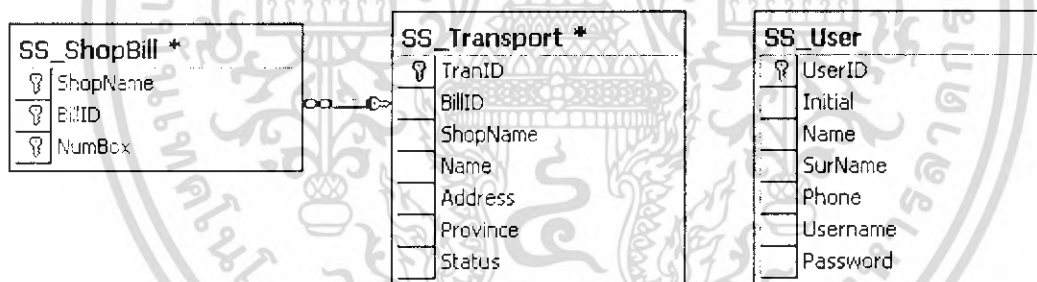 SS_ShopBill *
ShopName
BillID
NumBox
SS_Transport *
TranID
BillID
ShopName
Name
Address
Province
Status
SS_User
UserID
Initial
Name
SurName
Phone
Username
Password